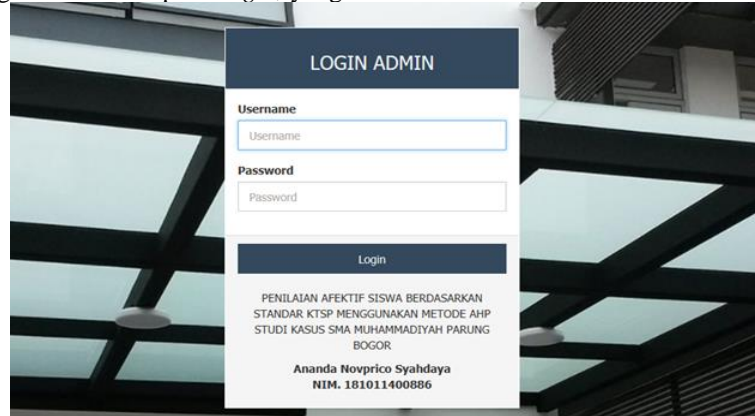 LOGIN ADMIN
Username
Username
Password
Password
Login
PENILAIAN AFEKTIF SISWA BERDASARKAN
STANDAR KTSP MENGGUNAKAN METODE AHP
STUDI KASUS SMA MUHAMMADIYAH PARUNG
BOGOR
Ananda Novprico Syahdaya
NIM. 181011400886